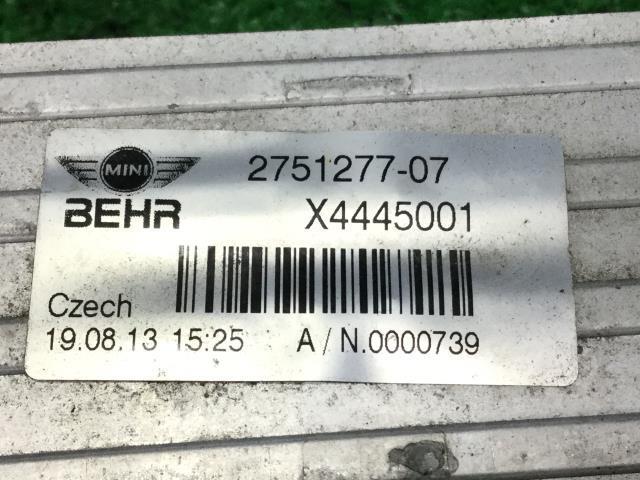 MINI 2751277-07
BEHR X4445001
Czech
19.08.13 15:25 A/N.0000739